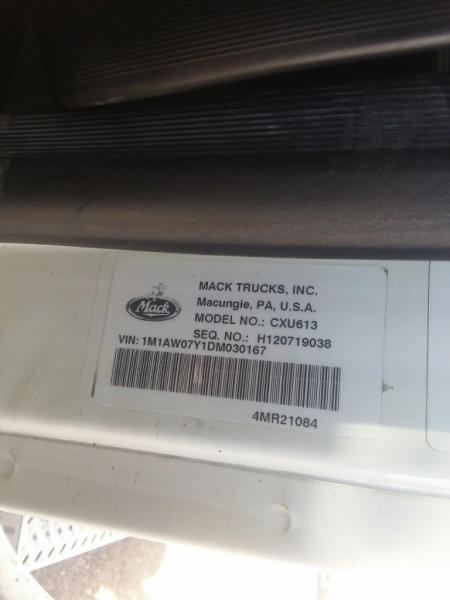 Mack
MACK TRUCKS, INC.
Macungie, PA, U.S.A.
MODEL NO.: CXU613
SEQ. NO.: H120719038
VIN: 1M1AW07Y1DM030167
4MR21084